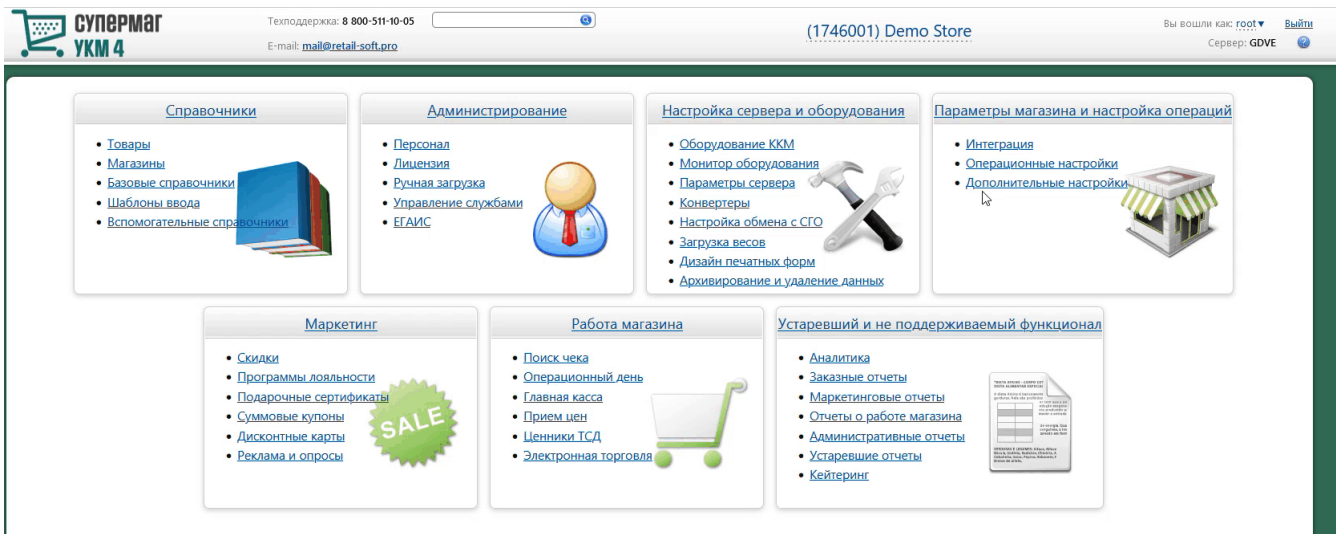 супермаг
УКМ 4
Техподдержка: 8 800-511-10-05
E-mail: mail@retail-soft.pro
(1746001) Demo Store
Вы вошли как: root▼ Выйти
Сервер: GDVE
Справочники
Товары
Магазины
Базовые справочники
Шаблоны ввода
Вспомогательные справочники
Администрирование
Персонал
Лицензия
Ручная загрузка
Управление службами
ЕГАИС
Настройка сервера и оборудования
Оборудование ККМ
Монитор оборудования
Параметры сервера
Конвертеры
Настройка обмена с СГО
Загрузка весов
Дизайн печатных форм
Архивирование и удаление данных
Параметры магазина и настройка операций
Интеграция
Операционные настройки
Дополнительные настройки
Маркетинг
Скидки
Программы лояльности
Подарочные сертификаты
Суммовые купоны
Дисконтные карты
Реклама и опросы
SALE
Работа магазина
Поиск чека
Операционный день
Главная касса
Прием цен
Ценники ТСД
Электронная торговля
Устаревший и не поддерживаемый функционал
Аналитика
Заказные отчеты
Маркетинговые отчеты
Отчеты о работе магазина
Административные отчеты
Устаревшие отчеты
Кейтеринг